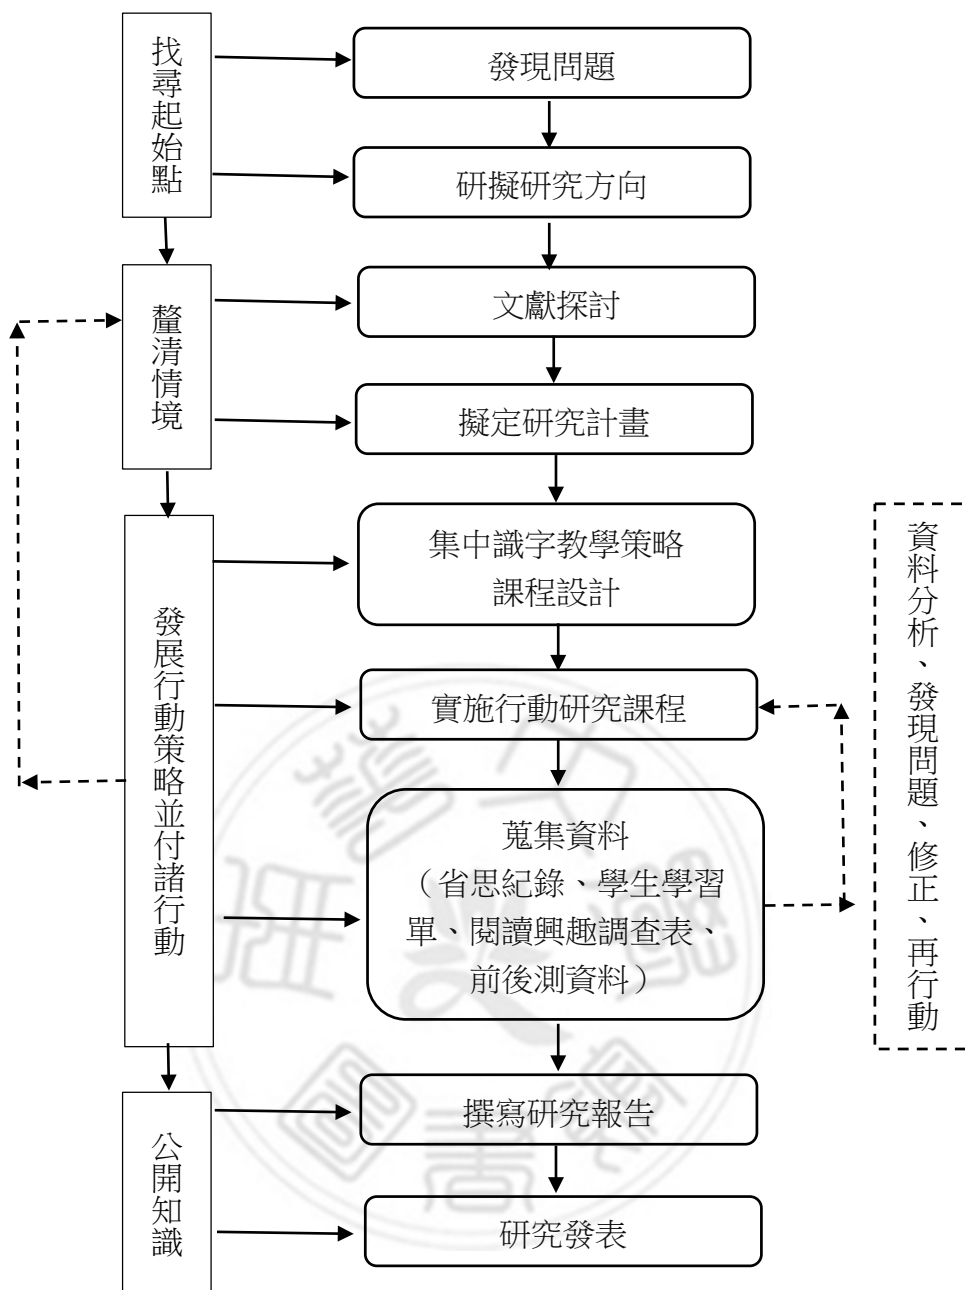 找尋起始點
發現問題
研擬研究方向
釐清情境
文獻探討
擬定研究計畫
發展行動策略並付諸行動
集中識字教學策略
課程設計
實施行動研究課程
蒐集資料
（省思紀錄、學生學習
單、閱讀興趣調查表、
前後測資料）
資料分析、發現問題、修正、再行動
公開知識
撰寫研究報告
研究發表